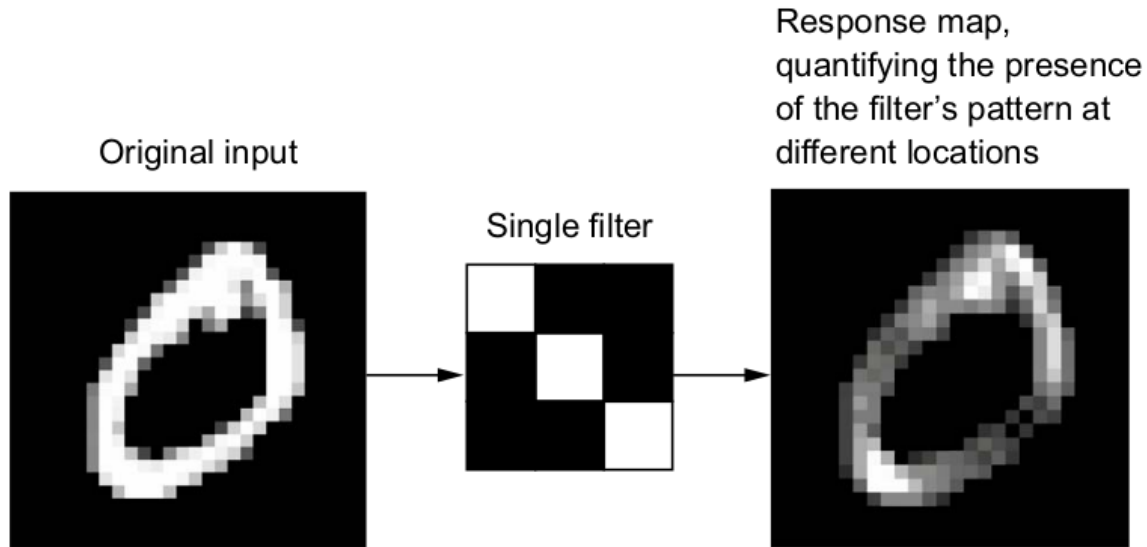 Original input
Single filter
Response map,
quantifying the presence
of the filter's pattern at
different locations